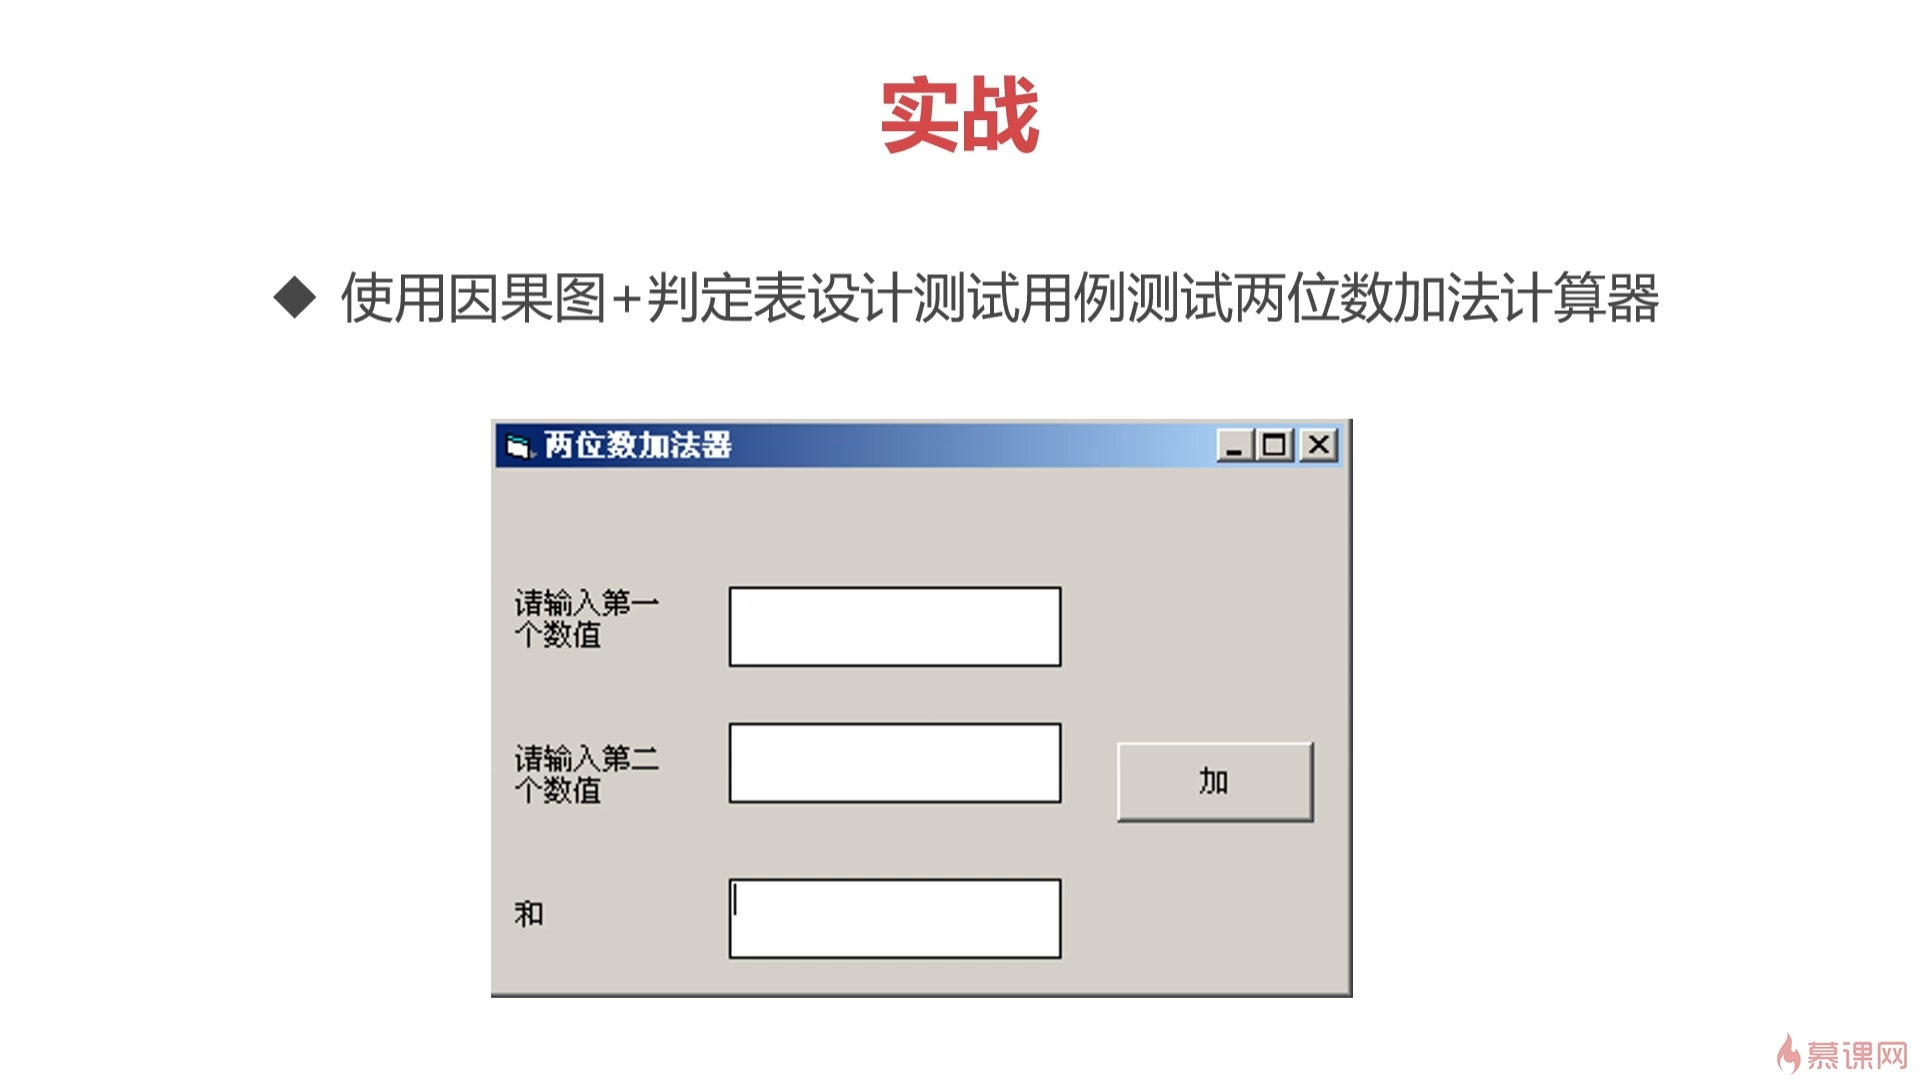 实战
◆ 使用因果图+判定表设计测试用例测试两位数加法计算器
两位数加法器
请输入第一
个数值
请输入第二
个数值
加
和
慕课网